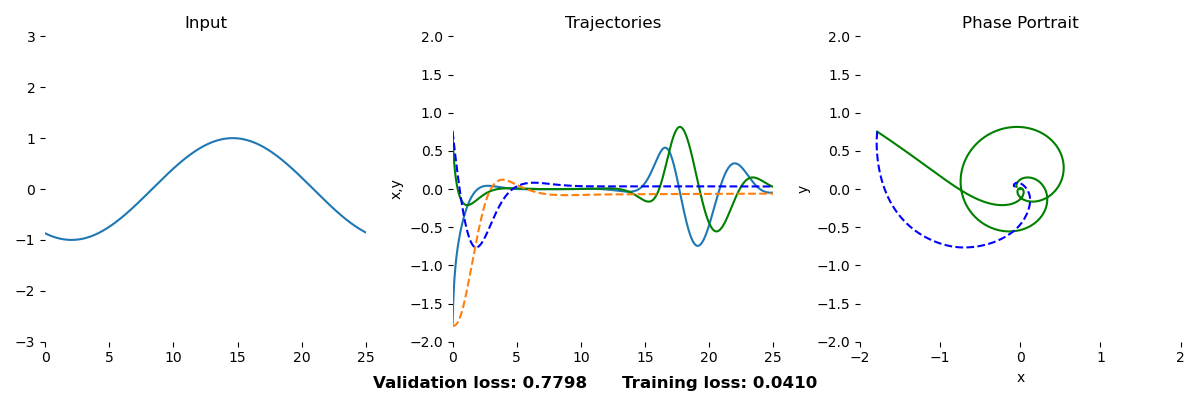 Input
3
2
1
0
−1
−2
−3
0 5 10 15 20 25
Trajectories
x,y
2.0
1.5
1.0
0.5
0.0
−0.5
−1.0
−1.5
−2.0
0 5 10 15 20 25
Phase Portrait
y
2.0
1.5
1.0
0.5
0.0
−0.5
−1.0
−1.5
−2.0
−2 −1 0 1 2
x
Validation loss: 0.7798 Training loss: 0.0410